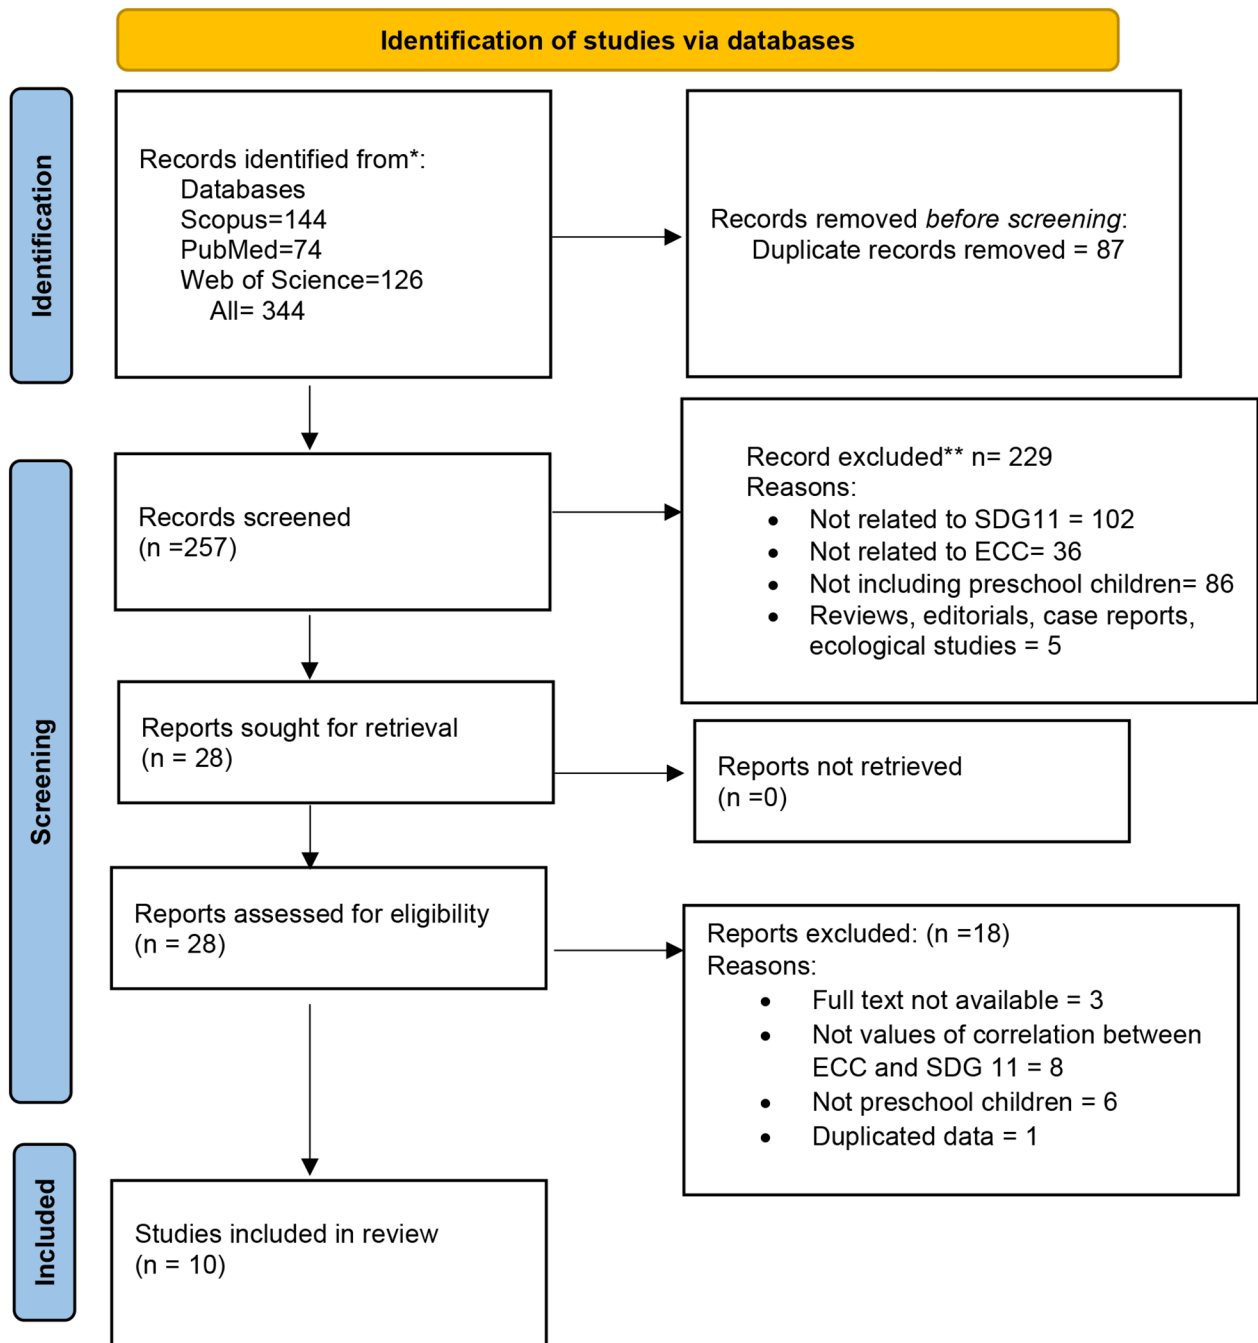 Identification of studies via databases
Identification
Records identified from*:
Databases
Scopus=144
PubMed=74
Web of Science=126
All= 344
Records removed before screening:
Duplicate records removed = 87
Screening
Records screened
(n =257)
Record excluded** n= 229
Reasons:
• Not related to SDG11 = 102
• Not related to ECC= 36
• Not including preschool children= 86
• Reviews, editorials, case reports,
ecological studies = 5
Reports sought for retrieval
(n = 28)
Reports not retrieved
(n =0)
Reports assessed for eligibility
(n = 28)
Reports excluded: (n =18)
Reasons:
• Full text not available = 3
• Not values of correlation between
ECC and SDG 11 = 8
• Not preschool children = 6
• Duplicated data = 1
Included
Studies included in review
(n = 10)